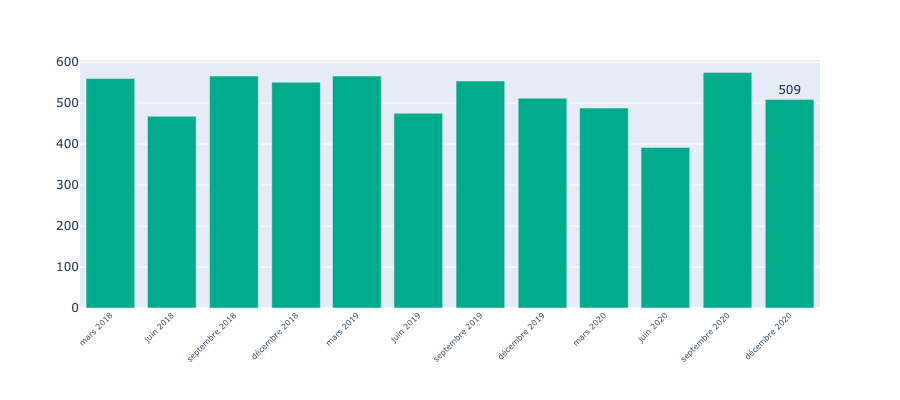 600
500
400
300
200
100
0
509
mars 2018
juin 2018
septembre 2018
décembre 2018
mars 2019
juin 2019
septembre 2019
décembre 2019
mars 2020
juin 2020
septembre 2020
décembre 2020